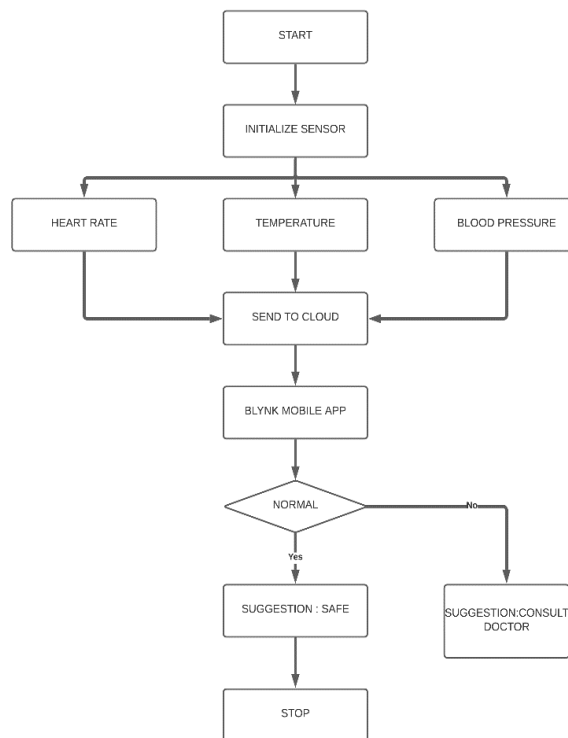 START
INITIALIZE SENSOR
HEART RATE
TEMPERATURE
BLOOD PRESSURE
SEND TO CLOUD
BLYNK MOBILE APP
NORMAL
No
Yes
SUGGESTION : SAFE
SUGGESTION:CONSULT
DOCTOR
STOP